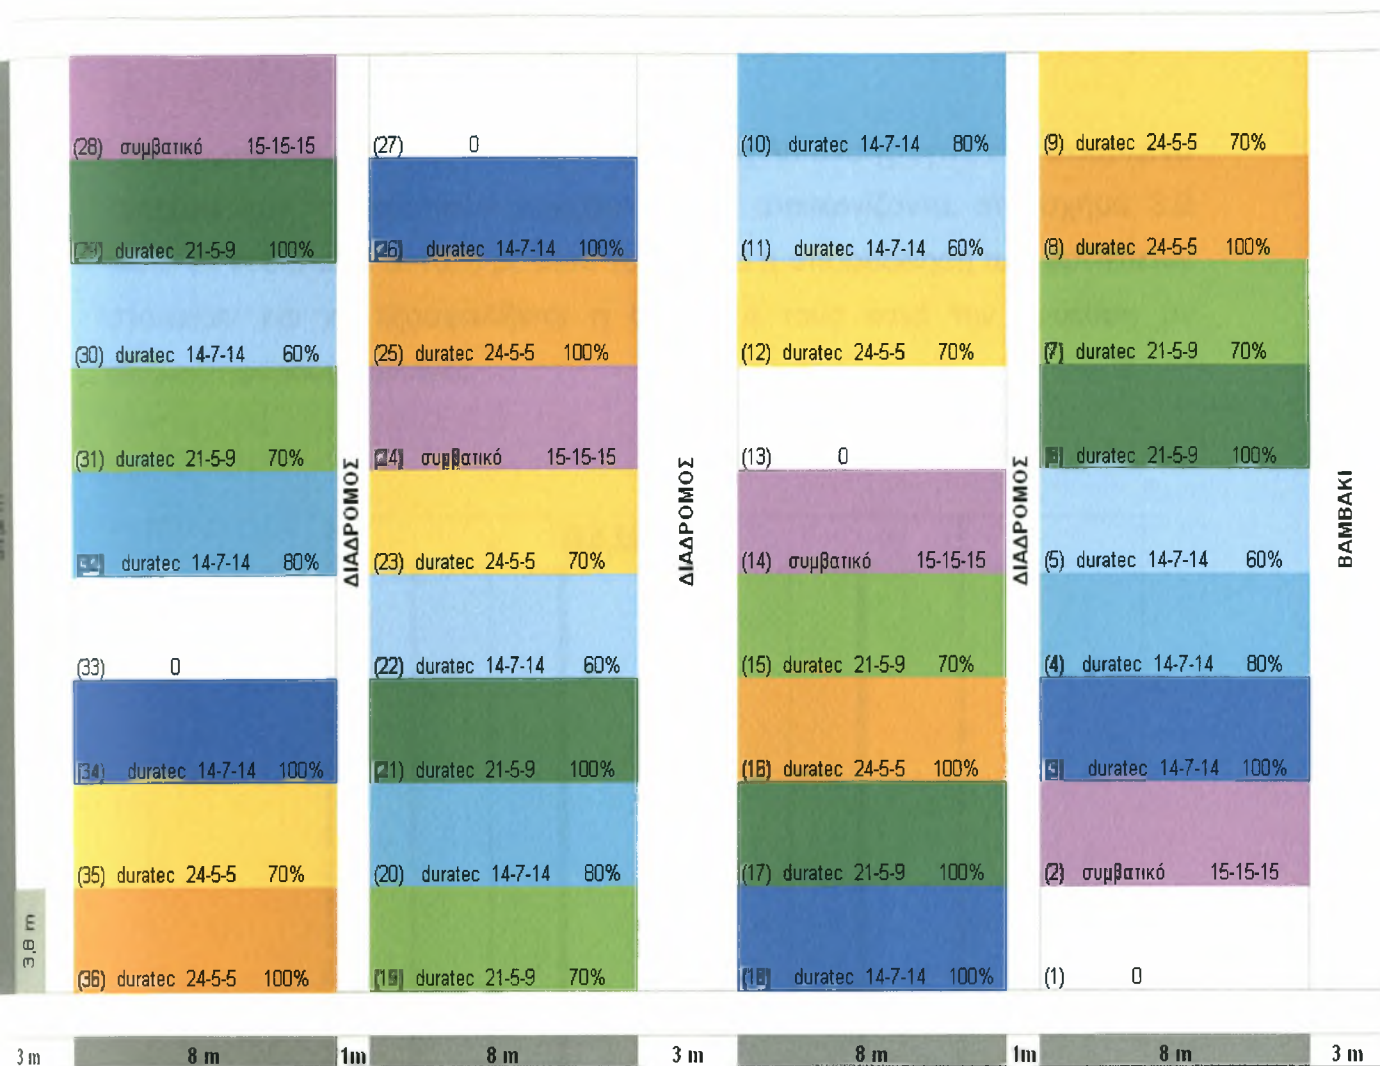 (28) συμβατικό 15-15-15
(29) duratec 21-5-9 100%
(30) duratec 14-7-14 60%
(31) duratec 21-5-9 70%
duratec 14-7-14 80%
(33) 0
(34) duratec 14-7-14 100%
(35) duratec 24-5-5 70%
(36) duratec 24-5-5 100%
ΔΙΑΔΡΟΜΟΣ
(27) 0
(26) duratec 14-7-14 100%
(25) duratec 24-5-5 100%
(24) συμβατικό 15-15-15
(23) duratec 24-5-5 70%
(22) duratec 14-7-14 60%
(21) duratec 21-5-9 100%
(20) duratec 14-7-14 80%
(19) duratec 21-5-9 70%
ΔΙΑΔΡΟΜΟΣ
(10) duratec 14-7-14 80%
(11) duratec 14-7-14 60%
(12) duratec 24-5-5 70%
(13) 0
(14) συμβατικό 15-15-15
(15) duratec 21-5-9 70%
(16) duratec 24-5-5 100%
(17) duratec 21-5-9 100%
(18) duratec 14-7-14 100%
ΔΙΑΔΡΟΜΟΣ
(9) duratec 24-5-5 70%
(8) duratec 24-5-5 100%
(7) duratec 21-5-9 70%
duratec 21-5-9 100%
(5) duratec 14-7-14 60%
(4) duratec 14-7-14 80%
duratec 14-7-14 100%
(2) συμβατικό 15-15-15
(1) 0
ΒΑΜΒΑΚΙ
3,8 m
3 m 8 m 1m 8 m 3 m 8 m 1m 8 m 3 m